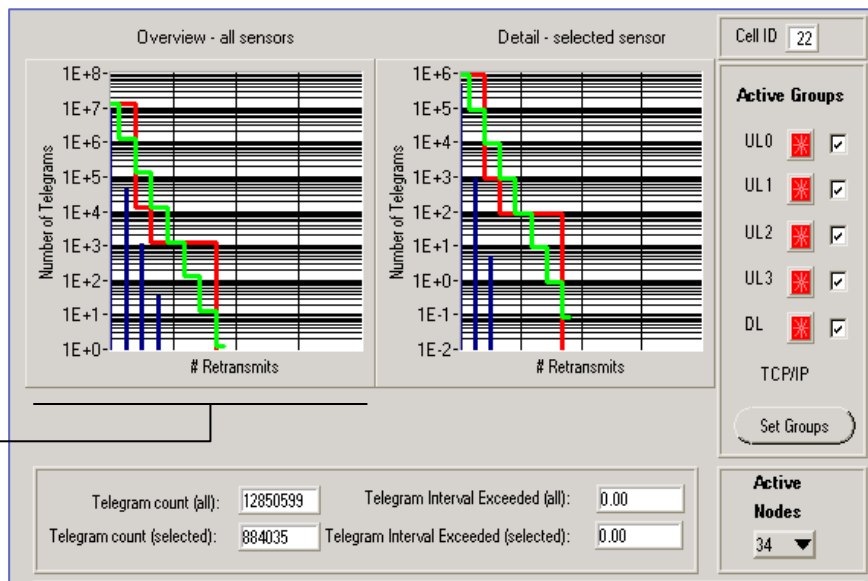 Overview - all sensors
Number of Telegrams
1E+8
1E+7
1E+6
1E+5
1E+4
1E+3
1E+2
1E+1
1E+0
# Retransmits
Detail - selected sensor
Number of Telegrams
1E+6
1E+5
1E+4
1E+3
1E+2
1E+1
1E+0
1E-1
1E-2
# Retransmits
Cell ID 22
Active Groups
UL0
UL1
UL2
UL3
DL
TCP/IP
Set Groups
Telegram count (all): 12850599 Telegram Interval Exceeded (all): 0.00
Telegram count (selected): 884035 Telegram Interval Exceeded (selected): 0.00
Active
Nodes
34